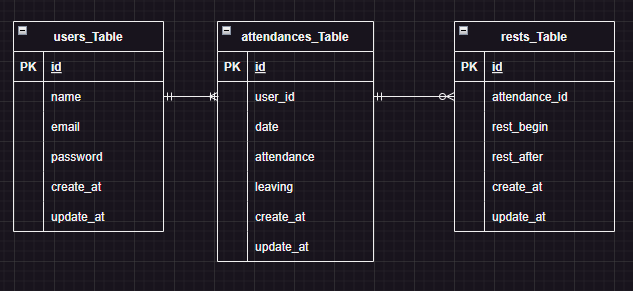 users_Table
PK id
name
email
password
create_at
update_at
attendances_Table
PK id
user_id
date
attendance
leaving
create_at
update_at
rests_Table
PK id
attendance_id
rest_begin
rest_after
create_at
update_at